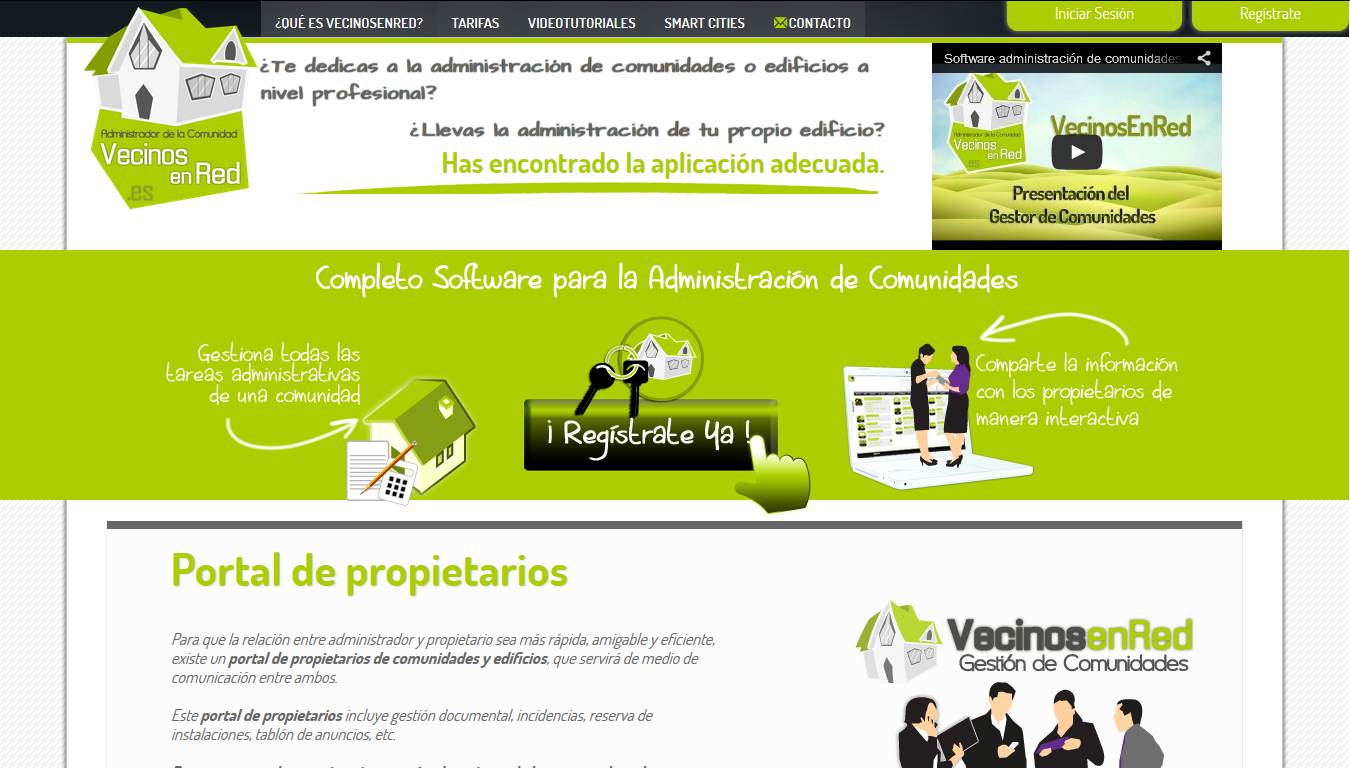 ¿QUÉ ES VECINOSENRED?
TARIFAS
VIDEOTUTORIALES
SMART CITIES
CONTACTO
Iniciar Sesión
Regístrate
Administrador de la Comunidad
Vecinos
en Red
.es
¿Te dedicas a la administración de comunidades o edificios a
nivel profesional?
¿Llevas la administración de tu propio edificio?
Has encontrado la aplicación adecuada.
Software administración de comunidades
Administrador de la Comunidad
Vecinos
en Red
.es
VecinosEnRed
Presentación del
Gestor de Comunidades
Completo Software para la Administración de Comunidades
Gestiona todas las
tareas administrativas
de una comunidad
¡ Regístrate Ya !
Comparte la información
con los propietarios de
manera interactiva
Portal de propietarios
Para que la relación entre administrador y propietario sea más rápida, amigable y eficiente,
existe un portal de propietarios de comunidades y edificios, que servirá de medio de
comunicación entre ambos.
Este portal de propietarios incluye gestión documental, incidencias, reserva de
instalaciones, tablón de anuncios, etc.
VecinosenRed
Gestión de Comunidades